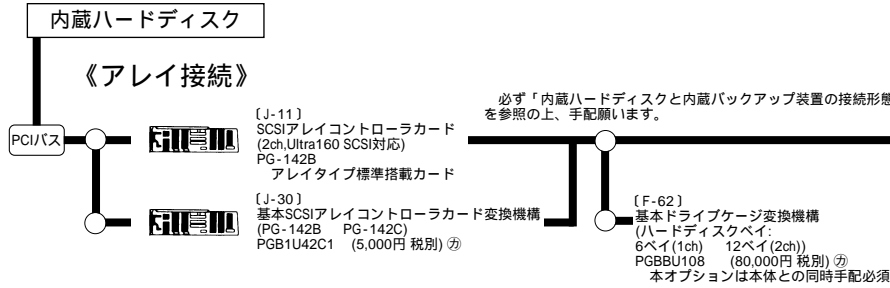 内蔵ハードディスク
《アレイ接続》
必ず「内蔵ハードディスクと内蔵バックアップ装置の接続形態
を参照の上、手配願います。
PCIバス
〔J-11〕
SCSIアレイコントローラカード
(2ch,Ultra160 SCSI対応)
PG-142B
アレイタイプ標準搭載カード
〔J-30〕
基本SCSIアレイコントローラカード変換機構
(PG-142B PG-142C)
PGB1U42C1 (5,000円 税別) ㋕
〔F-62〕
基本ドライブケージ変換機構
(ハードディスクベイ:
6ベイ(1ch) 12ベイ(2ch))
PGBBU108 (80,000円 税別) ㋕
本オプションは本体との同時手配必須